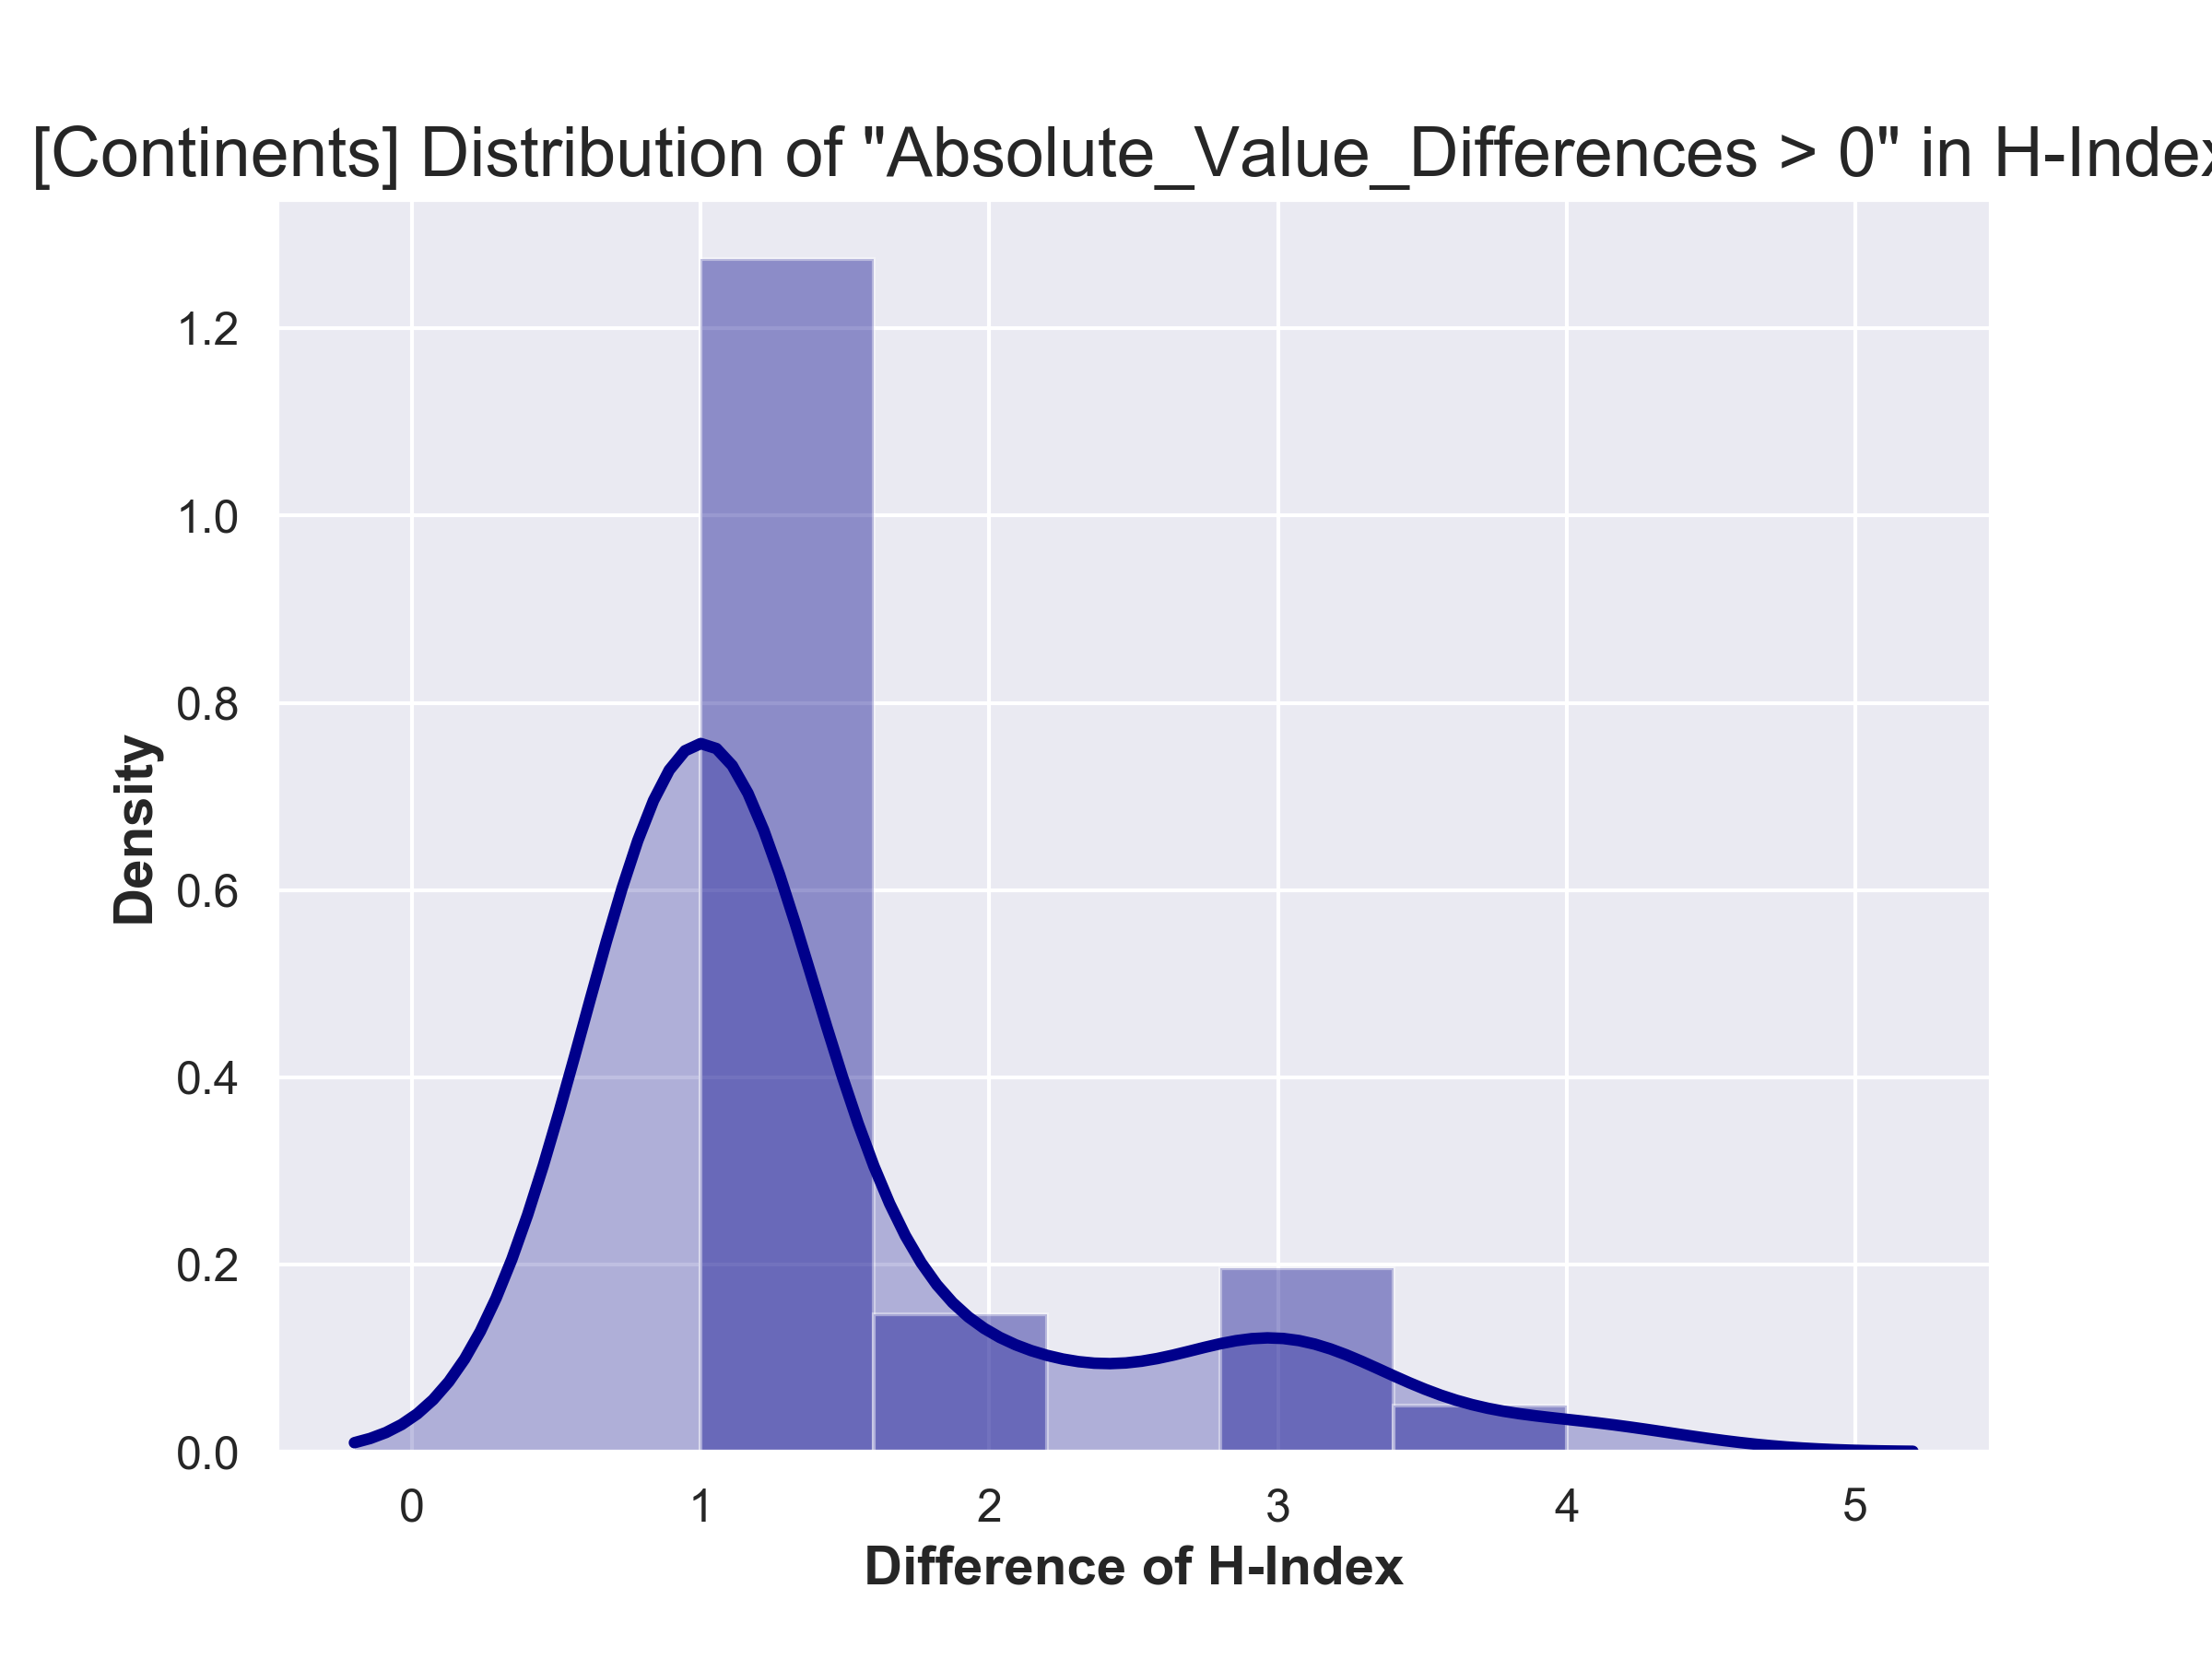 [Continents] Distribution of "Absolute_Value_Differences > 0" in H-Index
1.2
1.0
0.8
0.6
0.4
0.2
0.0
Density
0 1 2 3 4 5
Difference of H-Index